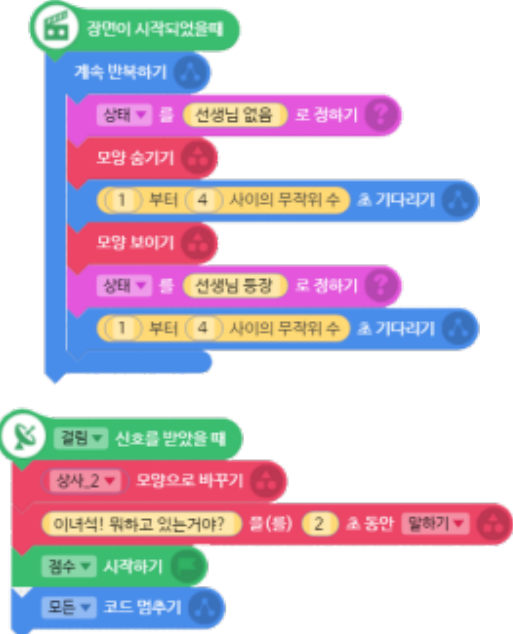 장면이 시작되었을때
계속 반복하기
상태 를 선생님 없음 로 정하기 ?
모양 숨기기
1 부터 4 사이의 무작위 수 초 기다리기
모양 보이기
상태 를 선생님 등장 로 정하기 ?
1 부터 4 사이의 무작위 수 초 기다리기
걸림 신호를 받았을 때
상사_2 모양으로 바꾸기
이녀석! 뭐하고 있는거야? 을(를) 2 초 동안 말하기
점수 시작하기
모든 코드 멈추기